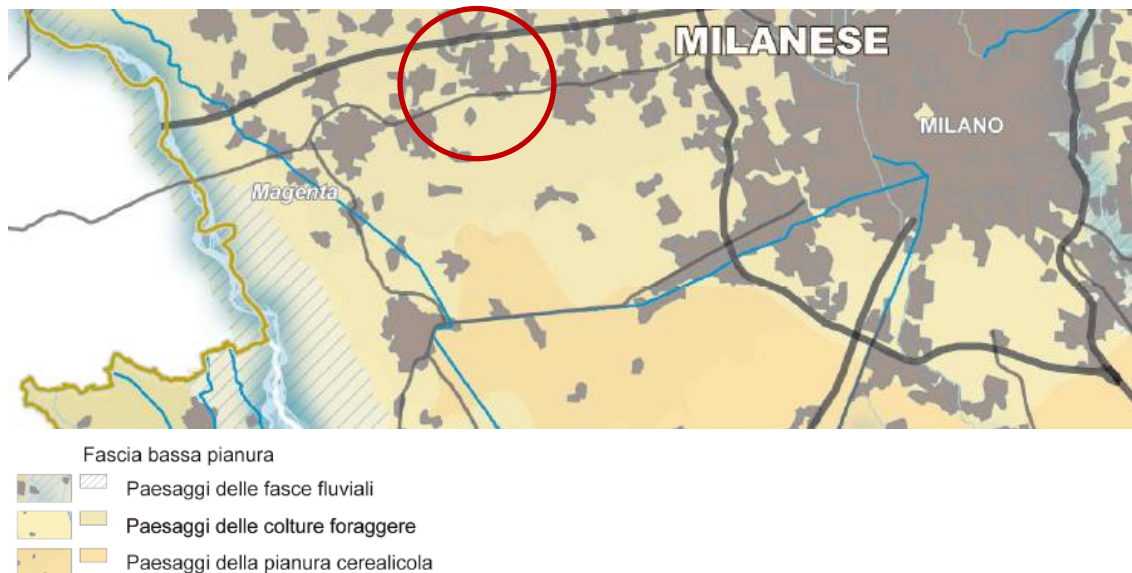 MILANESE
MILANO
Magenta
Fascia bassa pianura
Paesaggi delle fasce fluviali
Paesaggi delle colture foraggere
Paesaggi della pianura cerealicola